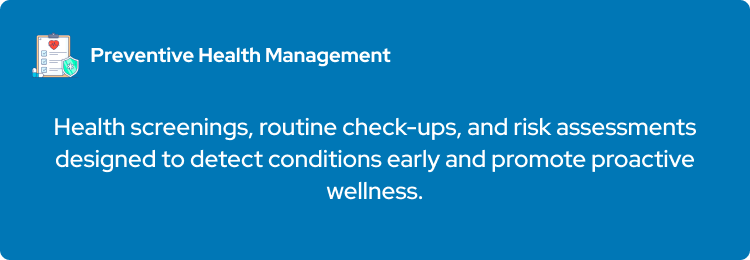 Preventive Health Management
Health screenings, routine check-ups, and risk assessments
designed to detect conditions early and promote proactive
wellness.